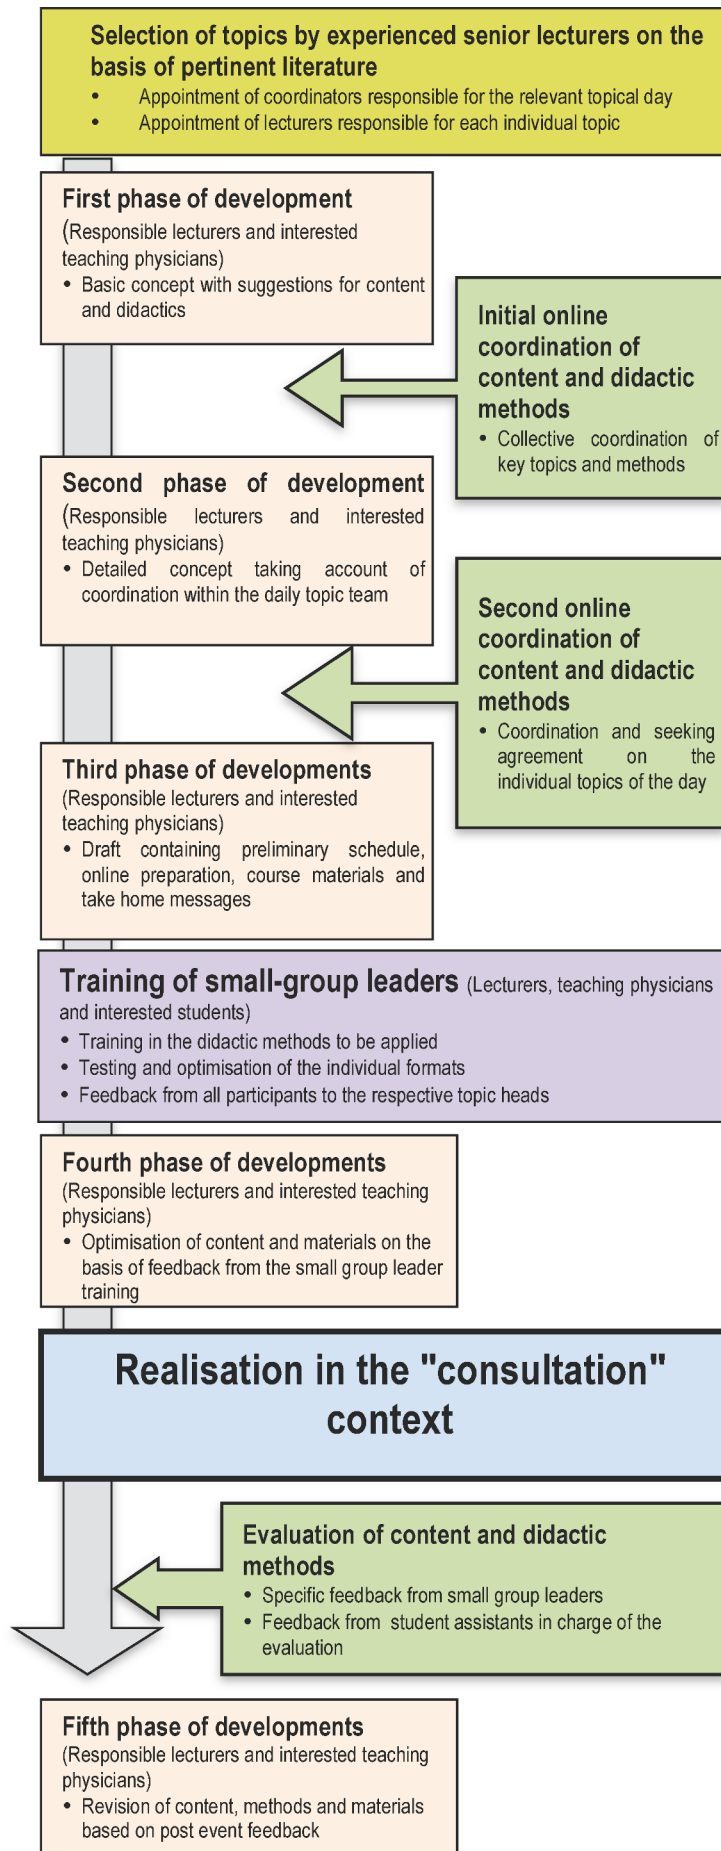 Selection of topics by experienced senior lecturers on the
basis of pertinent literature
• Appointment of coordinators responsible for the relevant topical day
• Appointment of lecturers responsible for each individual topic
First phase of development
(Responsible lecturers and interested
teaching physicians)
• Basic concept with suggestions for content
and didactics
Initial online
coordination of
content and didactic
methods
• Collective coordination of
key topics and methods
Second phase of development
(Responsible lecturers and interested
teaching physicians)
• Detailed concept taking account of
coordination within the daily topic team
Second online
coordination of
content and didactic
methods
• Coordination and seeking
agreement on the
individual topics of the day
Third phase of developments
(Responsible lecturers and interested
teaching physicians)
• Draft containing preliminary schedule,
online preparation, course materials and
take home messages
Training of small-group leaders (Lecturers, teaching physicians
and interested students)
• Training in the didactic methods to be applied
• Testing and optimisation of the individual formats
• Feedback from all participants to the respective topic heads
Fourth phase of developments
(Responsible lecturers and interested teaching
physicians)
• Optimisation of content and materials on the
basis of feedback from the small group leader
training
Realisation in the "consultation"
context
Evaluation of content and didactic
methods
• Specific feedback from small group leaders
• Feedback from student assistants in charge of the
evaluation
Fifth phase of developments
(Responsible lecturers and interested teaching
physicians)
• Revision of content, methods and materials
based on post event feedback